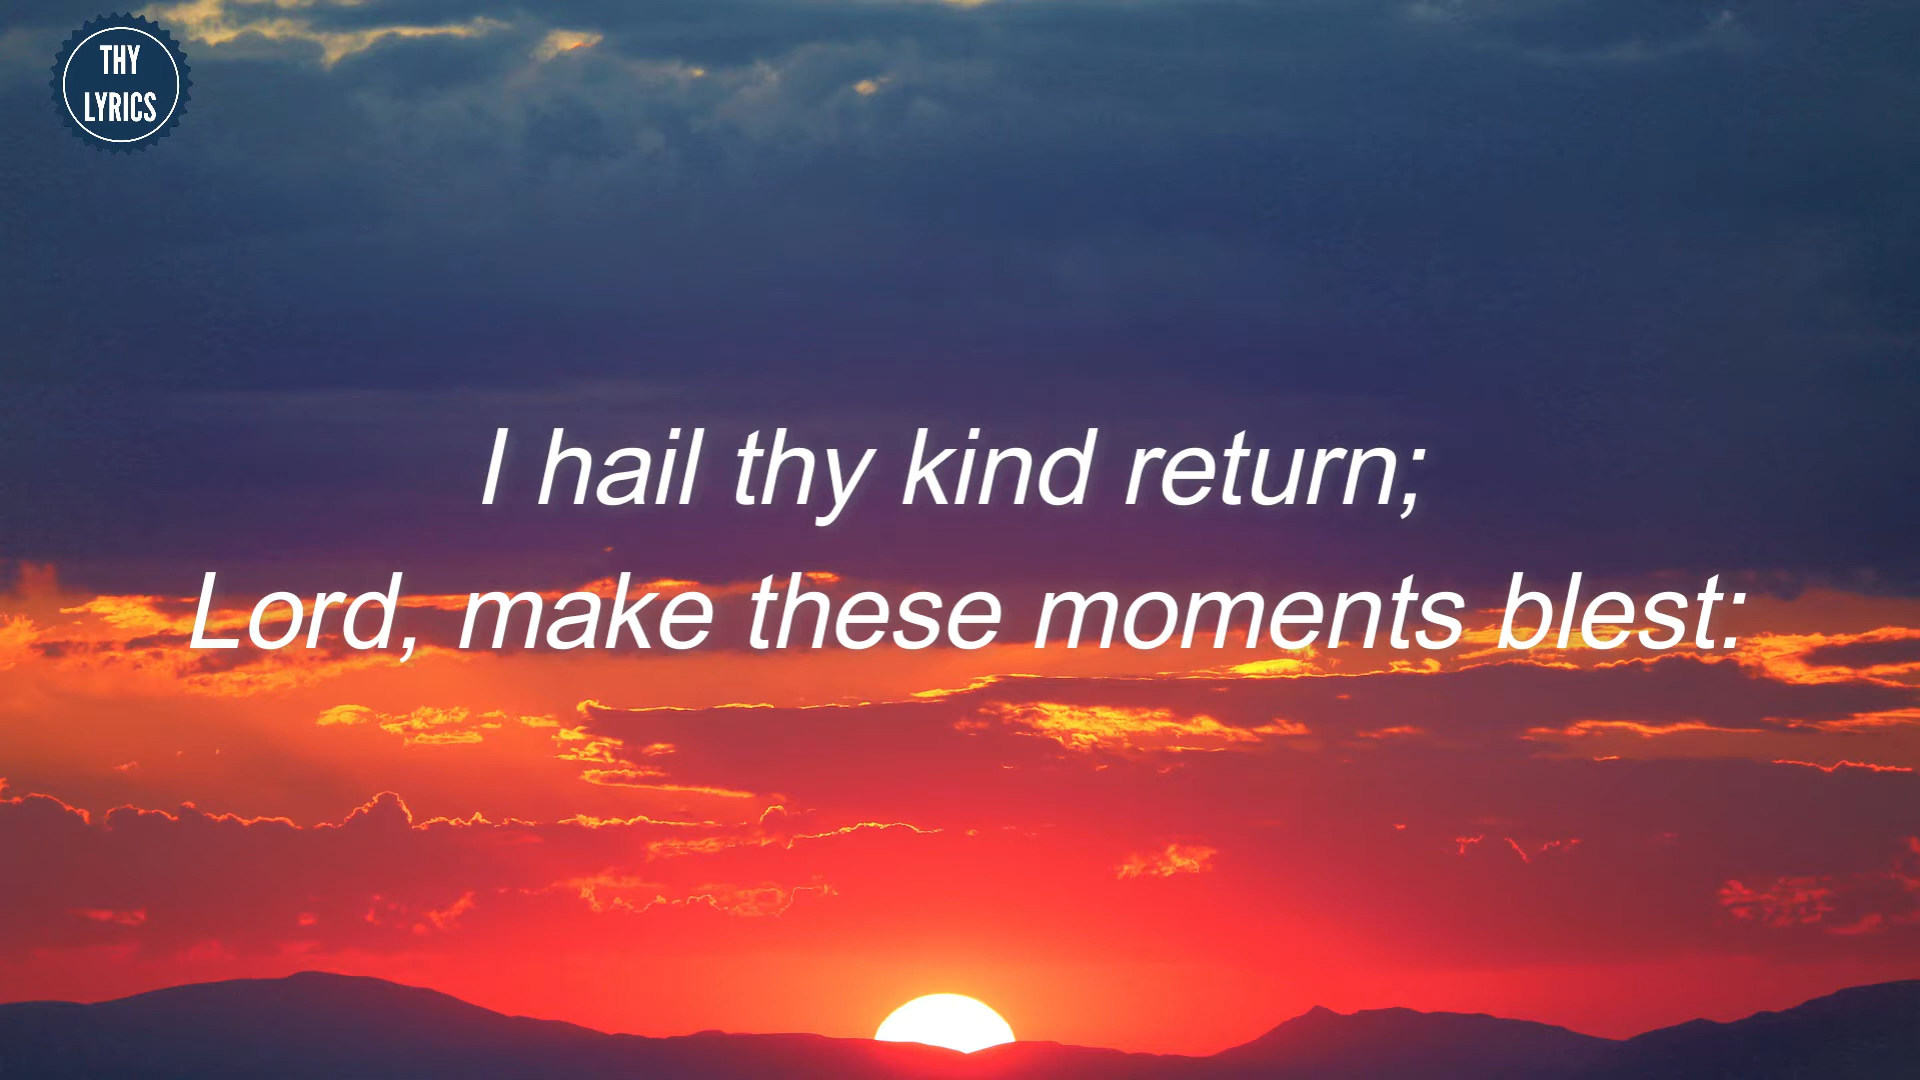 THY
LYRICS
I hail thy kind return;
Lord, make these moments blest: